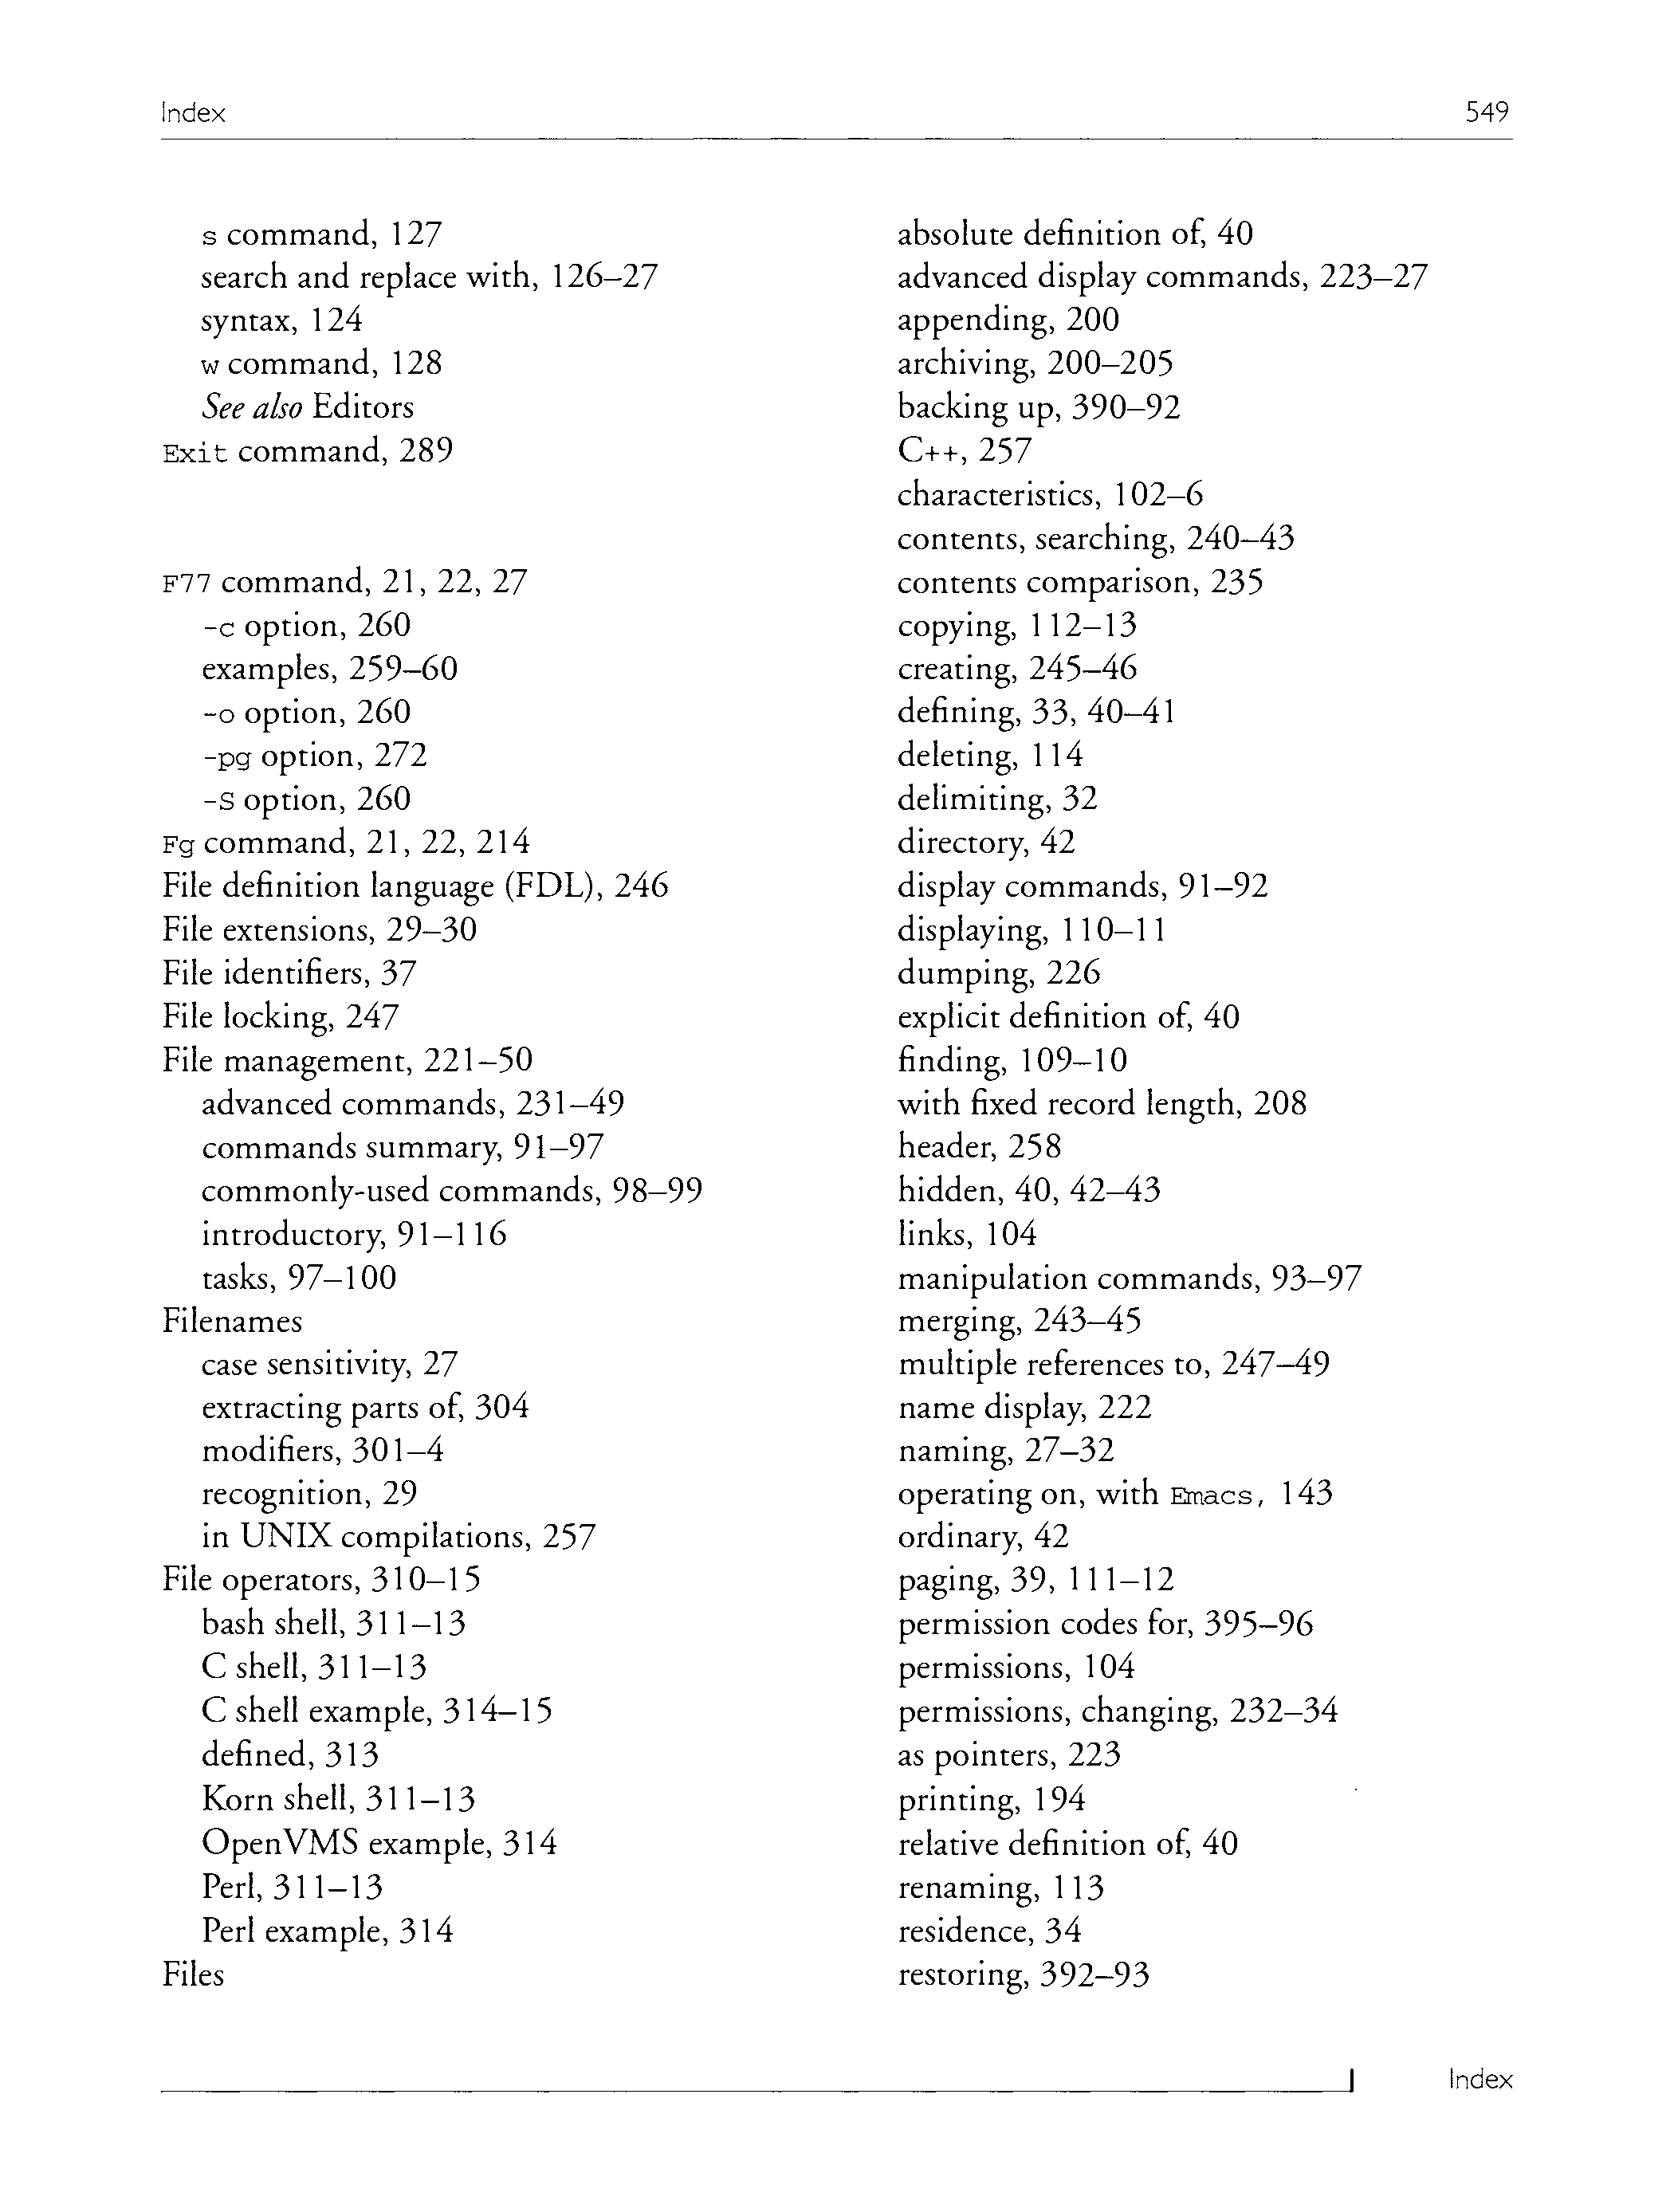 Index
549
s command, 127
search and replace with, 126–27
syntax, 124
w command, 128
See also Editors
Exit command, 289
F77 command, 21, 22, 27
-c option, 260
examples, 259–60
-o option, 260
-pg option, 272
-S option, 260
Fg command, 21, 22, 214
File definition language (FDL), 246
File extensions, 29–30
File identifiers, 37
File locking, 247
File management, 221–50
advanced commands, 231–49
commands summary, 91–97
commonly-used commands, 98–99
introductory, 91–116
tasks, 97–100
Filenames
case sensitivity, 27
extracting parts of, 304
modifiers, 301–4
recognition, 29
in UNIX compilations, 257
File operators, 310–15
bash shell, 311–13
C shell, 311–13
C shell example, 314–15
defined, 313
Korn shell, 311–13
OpenVMS example, 314
Perl, 311–13
Perl example, 314
Files
absolute definition of, 40
advanced display commands, 223–27
appending, 200
archiving, 200–205
backing up, 390–92
C++, 257
characteristics, 102–6
contents, searching, 240–43
contents comparison, 235
copying, 112–13
creating, 245–46
defining, 33, 40–41
deleting, 114
delimiting, 32
directory, 42
display commands, 91–92
displaying, 110–11
dumping, 226
explicit definition of, 40
finding, 109–10
with fixed record length, 208
header, 258
hidden, 40, 42–43
links, 104
manipulation commands, 93–97
merging, 243–45
multiple references to, 247–49
name display, 222
naming, 27–32
operating on, with Emacs, 143
ordinary, 42
paging, 39, 111–12
permission codes for, 395–96
permissions, 104
permissions, changing, 232–34
as pointers, 223
printing, 194
relative definition of, 40
renaming, 113
residence, 34
restoring, 392–93
Index